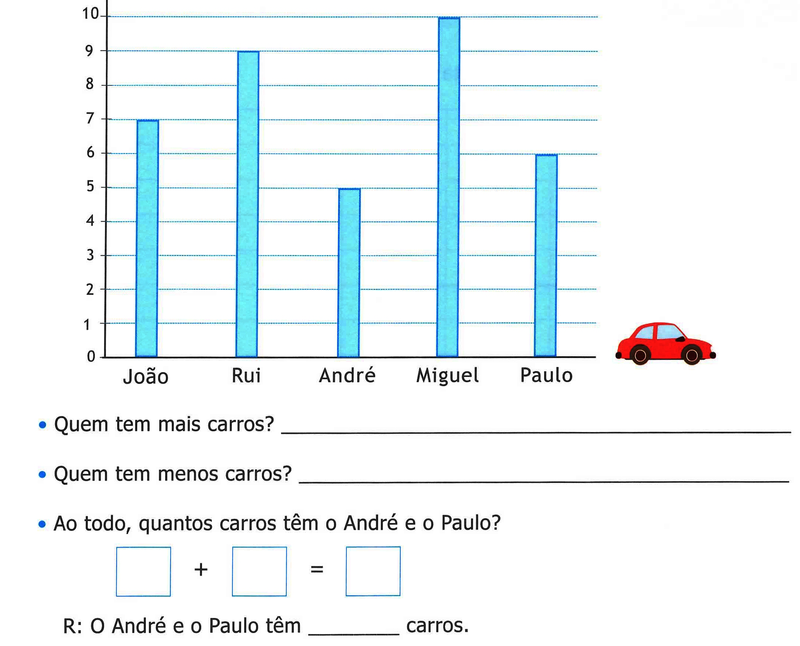 10
9
8
7
6
5
4
3
2
1
0
João Rui André Miguel Paulo
• Quem tem mais carros?
• Quem tem menos carros?
• Ao todo, quantos carros têm o André e o Paulo?
+ =
R: O André e o Paulo têm ________ carros.